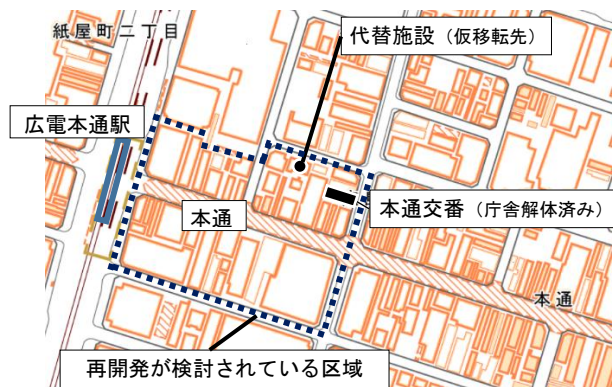 紙屋町二丁目
代替施設（仮移転先）
広電本通駅
本通
本通交番（庁舎解体済み）
本通
再開発が検討されている区域